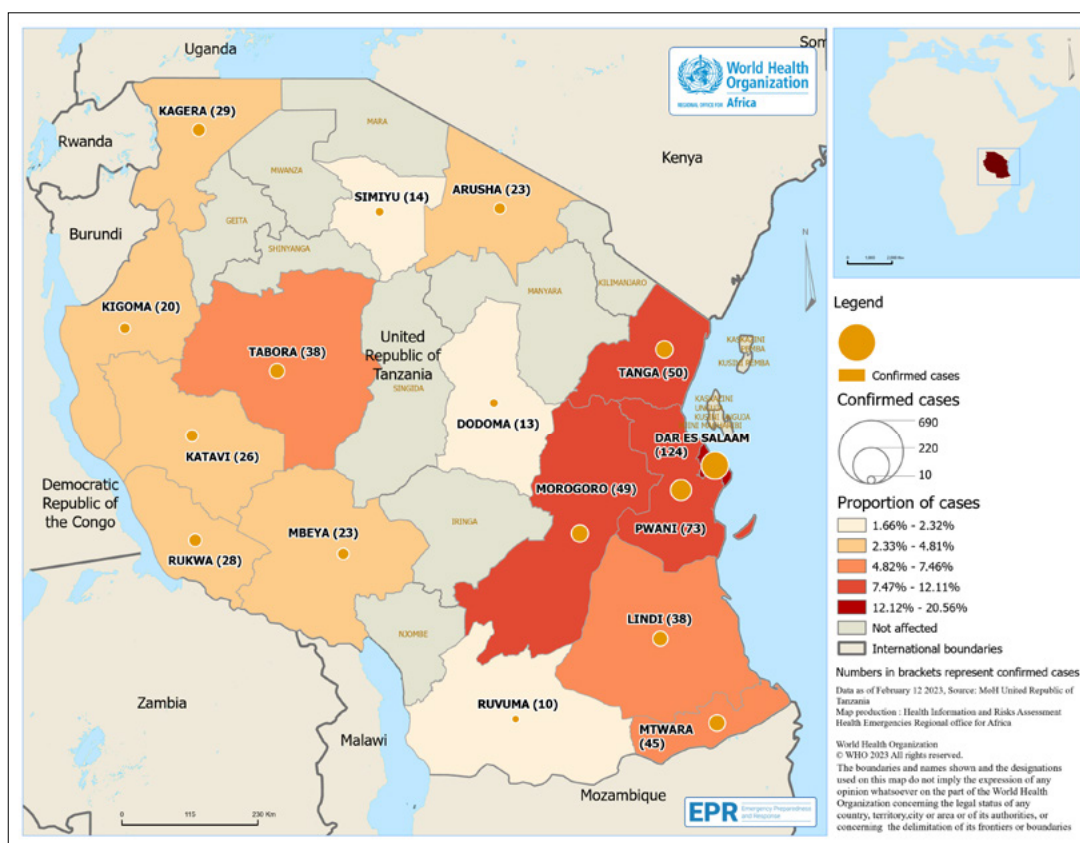 Uganda
Som
World Health
Organization
REGIONAL OFFICE FOR Africa
KAGERA (29)
MARA
Rwanda
Kenya
MWANZA
SIMIYU (14)
ARUSHA (23)
GEITA
Burundi
SHINYANGA
KILIMANJARO
MANYARA
KIGOMA (20)
United
Republic of
Tanzania
TABORA (38)
KASKAZINI
PEMBA
KUSINI PEMBA
TANGA (50)
SINGIDA
KASKAZINI
KUSINI UNGUJA
DODOMA (13)
DAR ES SALAAM
(124)
KATAVI (26)
Democratic
Republic of
the Congo
MOROGORO (49)
IRINGA
MBEYA (23)
PWANI (73)
RUKWA (28)
LINDI (38)
NJOMBE
Zambia
RUVUMA (10)
MTWARA
(45)
Malawi
Mozambique
0 115 230 KM
EPR
Emergency Preparedness
and Response
N
Legend
Confirmed cases
Confirmed cases
690
220
10
Proportion of cases
1.66% - 2.32%
2.33% - 4.81%
4.82% - 7.46%
7.47% - 12.11%
12.12% - 20.56%
Not affected
International boundaries
Numbers in brackets represent confirmed cases
Data as of February 12 2023, Source: MoH United Republic of
Tanzania
Map production : Health Information and Risks Assessment
Health Emergencies Regional office for Africa
World Health Organization
© WHO 2023 All rights reserved.
The boundaries and names shown and the designations
used on this map do not imply the expression of any
opinion whatsoever on the part of the World Health
Organization concerning the legal status of any
country, territory,city or area or of its authorities, or
concerning the delimitation of its frontiers or boundaries